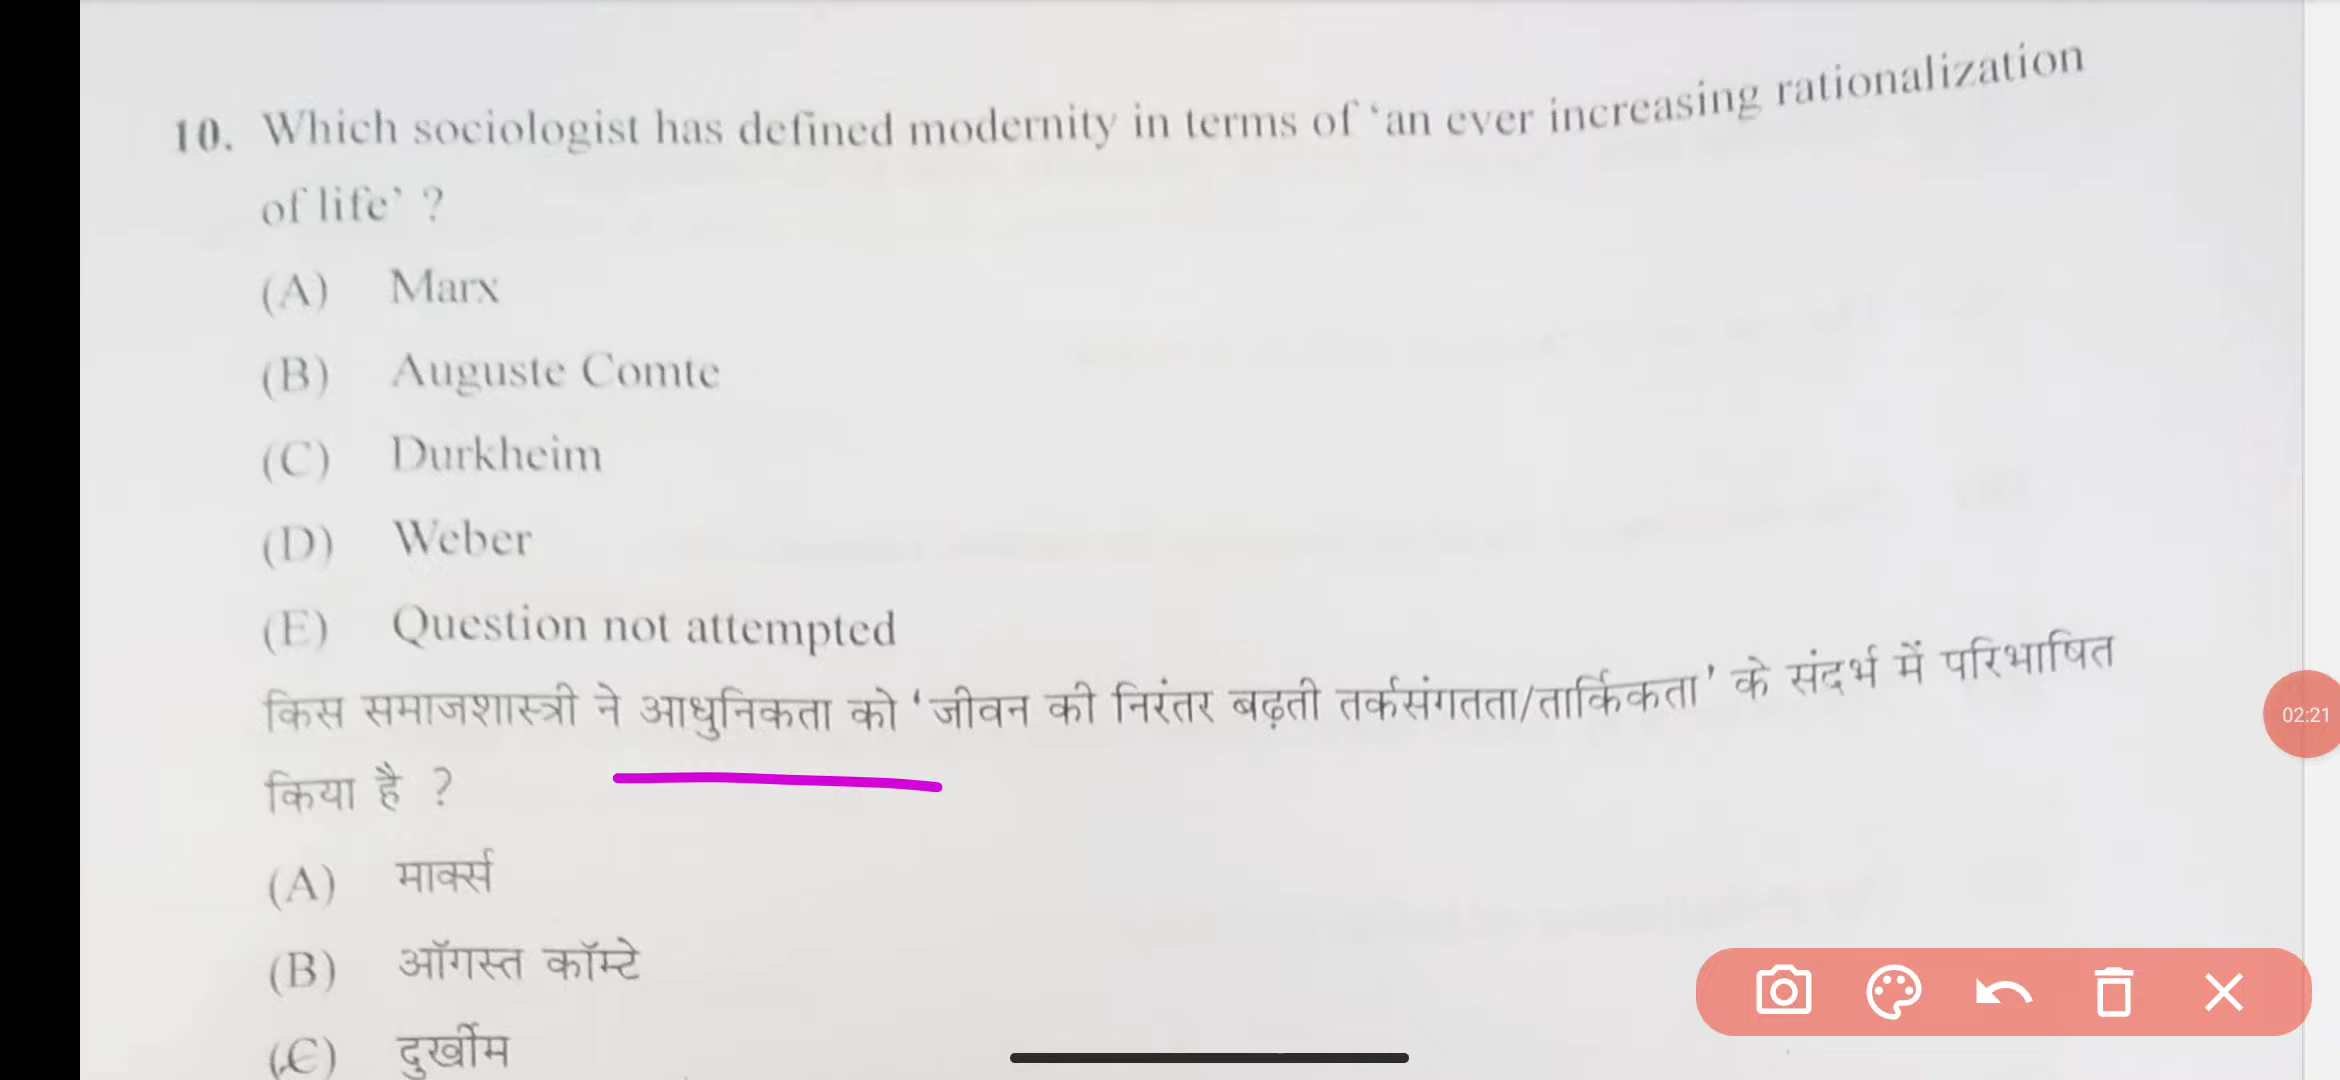 10. Which sociologist has defined modernity in terms of 'an ever increasing rationalization
of life' ?
(A) Marx
(B) Auguste Comte
(C) Durkheim
(D) Weber
(E) Question not attempted
किस समाजशास्त्री ने आधुनिकता को 'जीवन की निरंतर बढ़ती तर्कसंगतता/तार्किकता' के संदर्भ में परिभाषित
किया है ?
(A) मार्क्स
(B) ऑगस्त कॉम्टे
(C) दुर्खीम
02:21